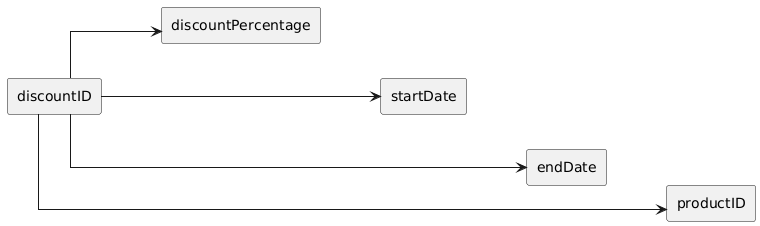 discountPercentage
discountID
startDate
endDate
productID